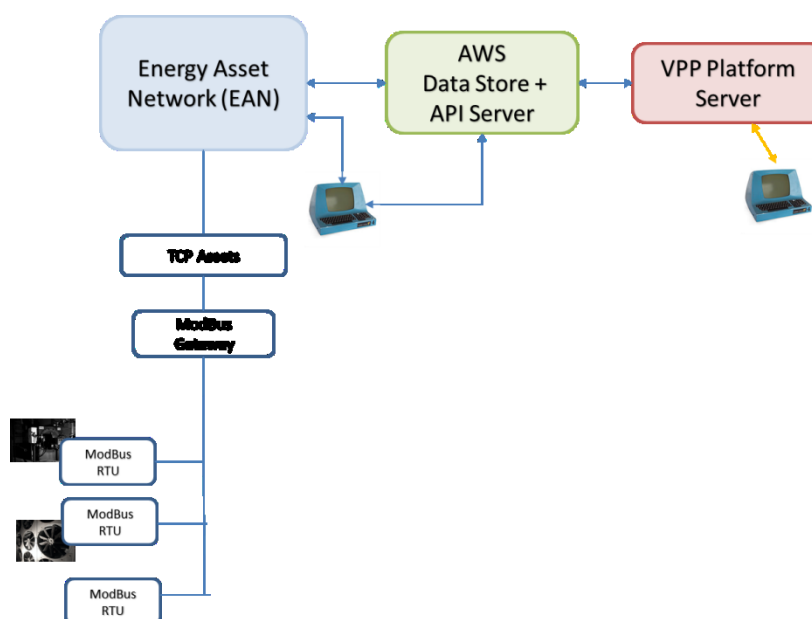 Energy Asset
Network (EAN)
AWS
Data Store +
API Server
VPP Platform
Server
TCP Assets
ModBus
Gateway
ModBus
RTU
ModBus
RTU
ModBus
RTU